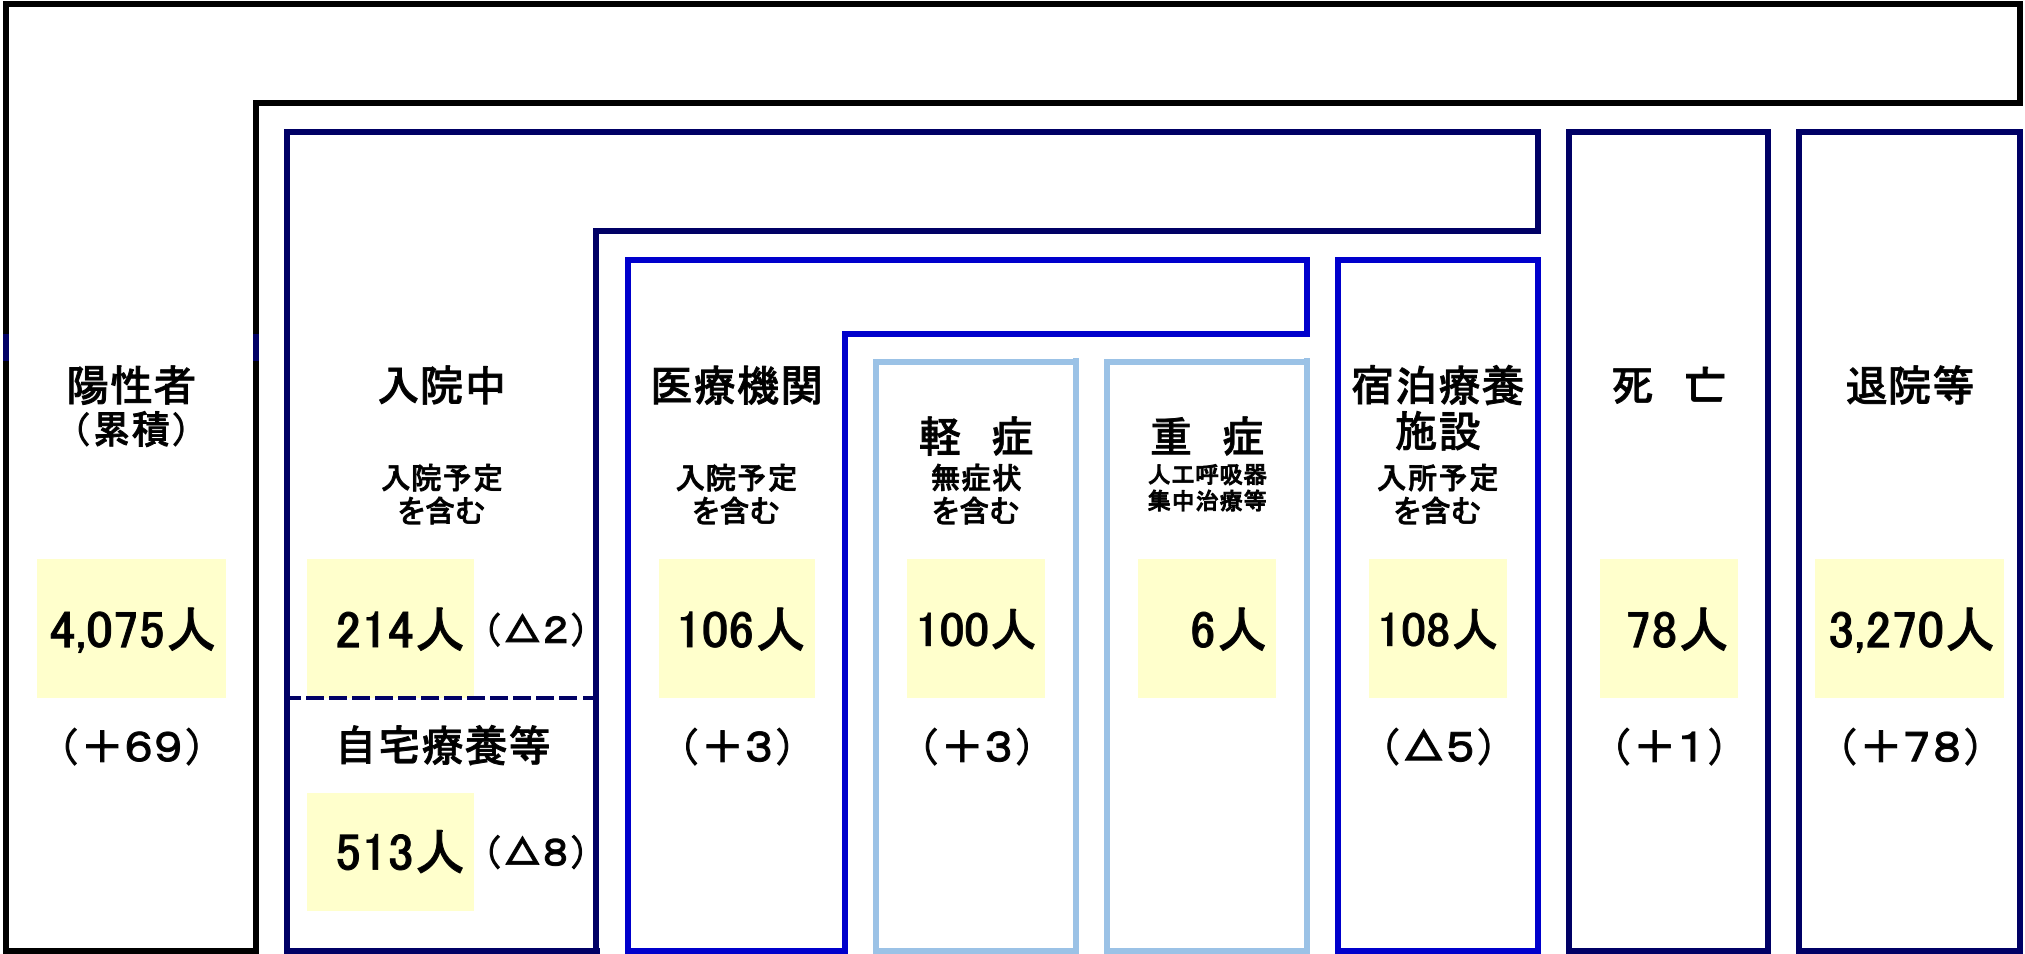 陽性者
（累積）
4,075人
（＋69）
入院中
入院予定
を含む
214人（△2）
自宅療養等
513人（△8）
医療機関
入院予定
を含む
106人
（＋3）
軽　症
無症状
を含む
100人
（＋3）
重　症
人工呼吸器
集中治療等
6人
宿泊療養
施設
入所予定
を含む
108人
（△5）
死　亡
78人
（＋1）
退院等
3,270人
（＋78）